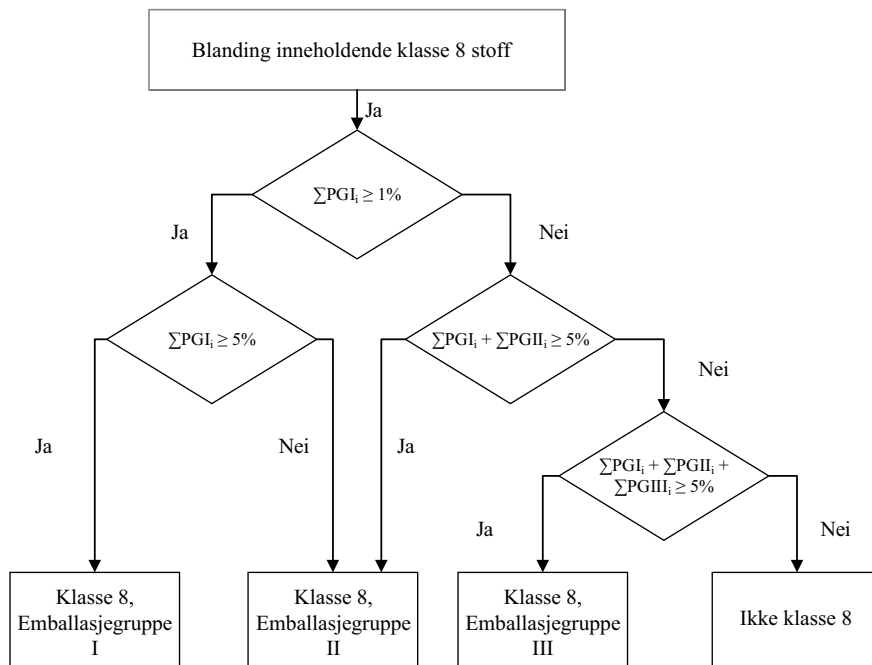 Blanding inneholdende klasse 8 stoff
Ja
∑PGIᵢ ≥ 1%
Ja
Nei
∑PGIᵢ ≥ 5%
∑PGIᵢ + ∑PGIIᵢ ≥ 5%
Nei
Ja
Nei
Ja
∑PGIᵢ + ∑PGIIᵢ +
∑PGIIIᵢ ≥ 5%
Ja
Nei
Klasse 8,
Emballasjegruppe
I
Klasse 8,
Emballasjegruppe
II
Klasse 8,
Emballasjegruppe
III
Ikke klasse 8